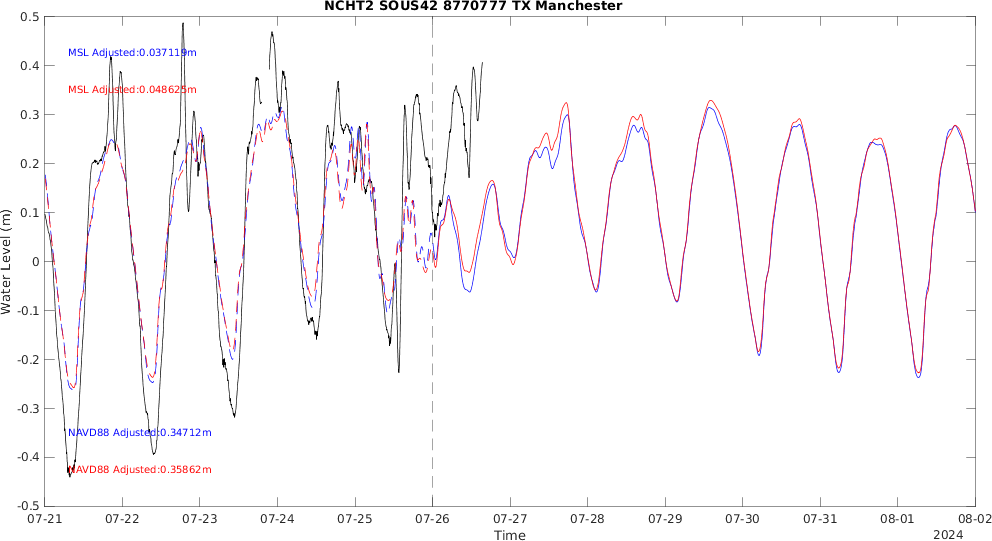 NCHT2 SOUS42 8770777 TX Manchester
0.5
MSL Adjusted:0.037119m
0.4
MSL Adjusted:0.048625m
0.3
0.2
0.1
Water Level (m)
0
-0.1
-0.2
-0.3
NAVD88 Adjusted:0.34712m
-0.4
NAVD88 Adjusted:0.35862m
-0.5
07-21 07-22 07-23 07-24 07-25 07-26 07-27 07-28 07-29 07-30 07-31 08-01 08-02
Time
2024